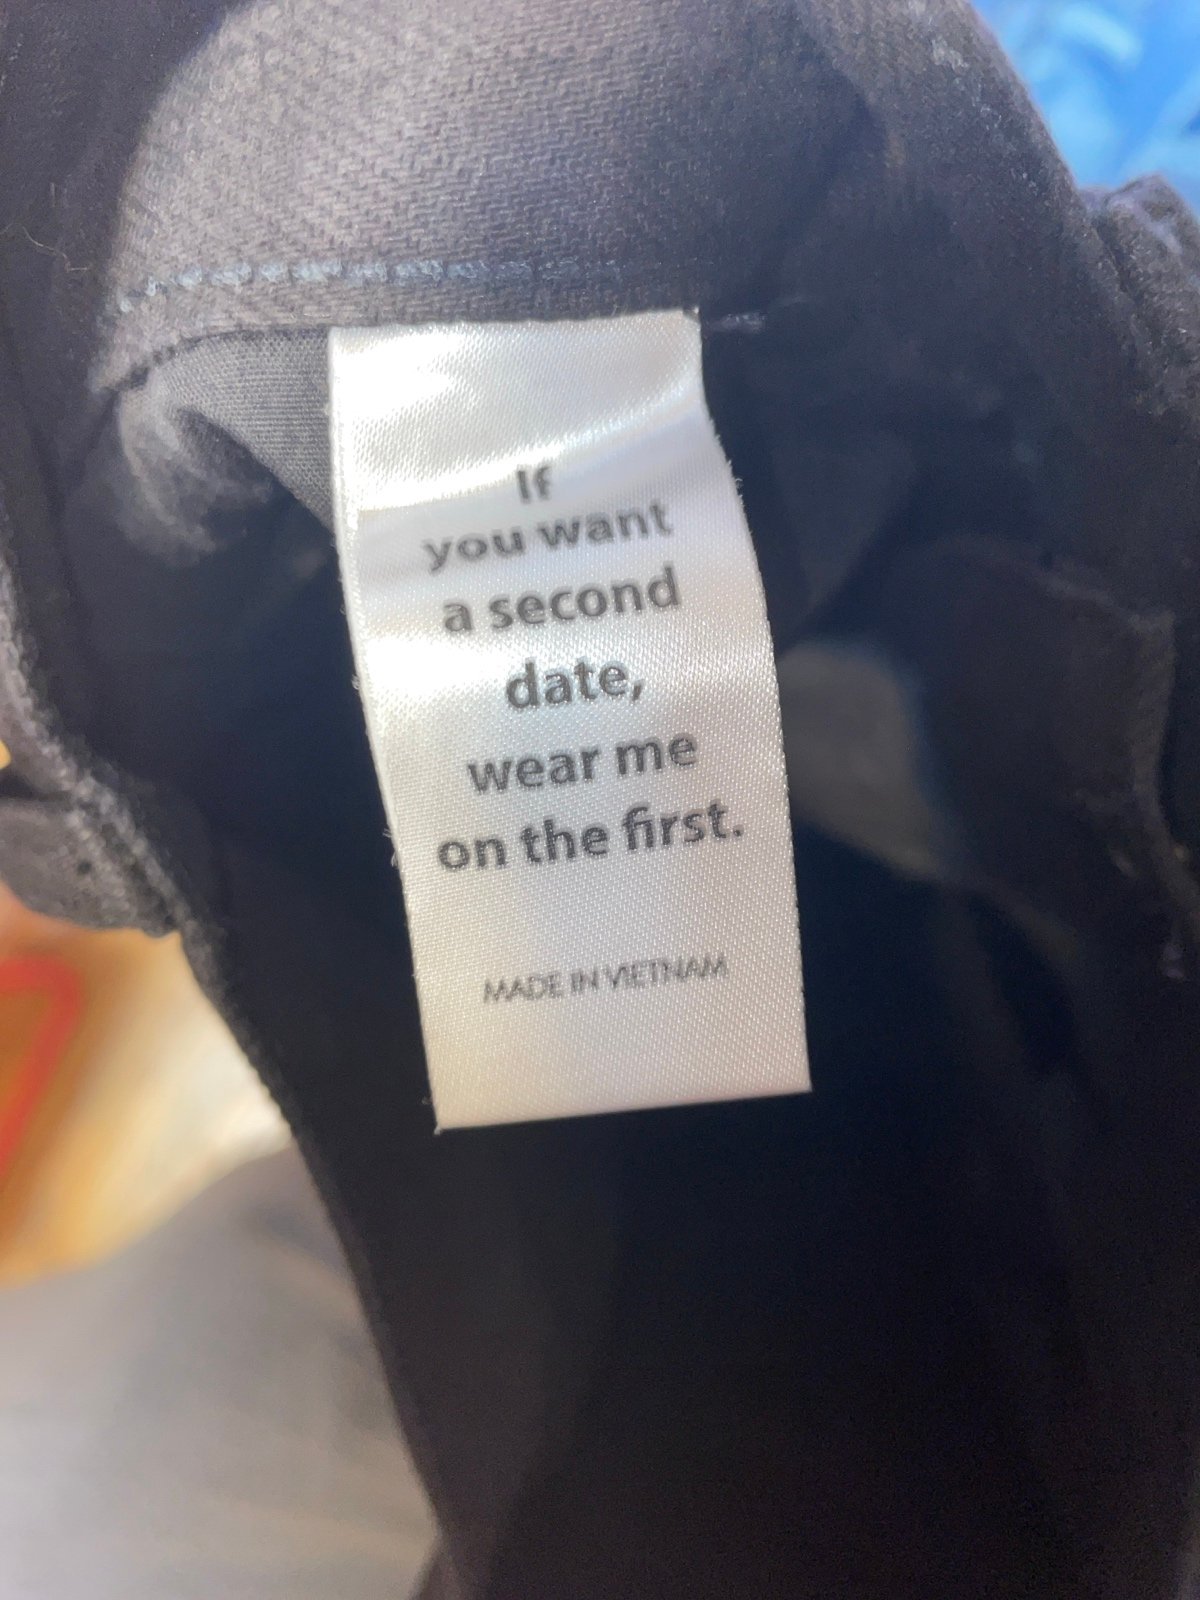 If
you want
a second
date,
wear me
on the first.
MADE IN VIETNAM